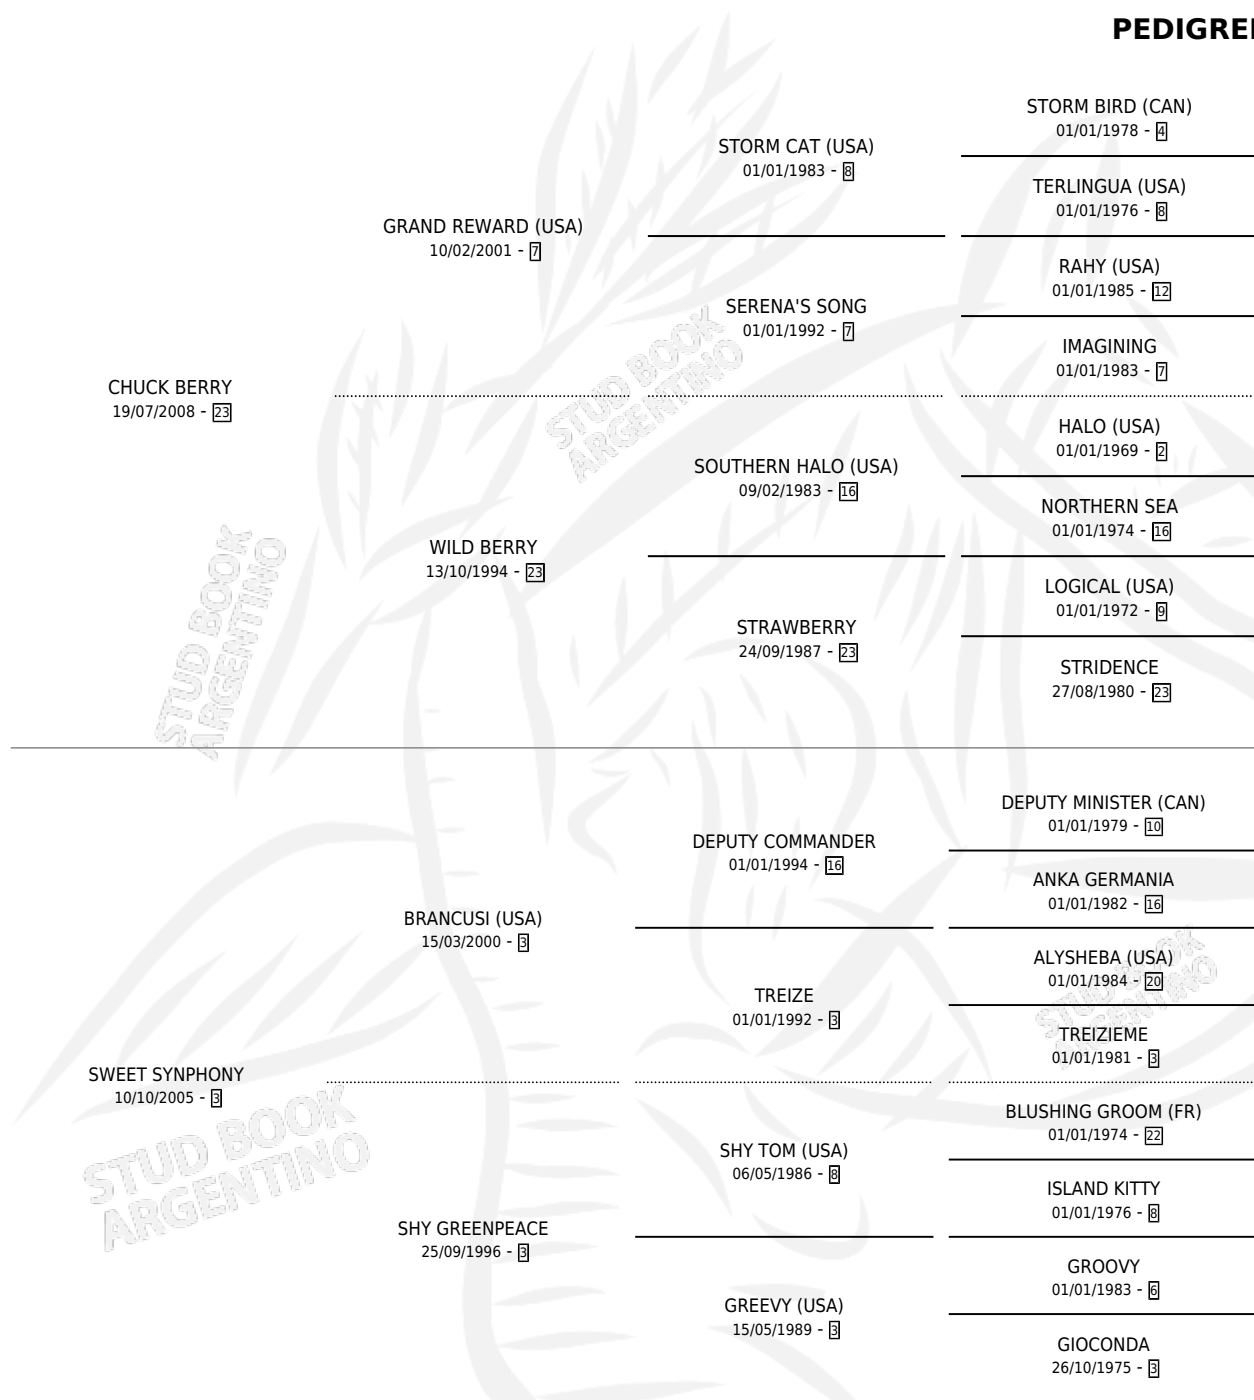 PEDIGREE
STORM BIRD (CAN)
01/01/1978 - 4
STORM CAT (USA)
01/01/1983 - 8
TERLINGUA (USA)
01/01/1976 - 8
GRAND REWARD (USA)
10/02/2001 - 7
RAHY (USA)
01/01/1985 - 12
SERENA'S SONG
01/01/1992 - 7
IMAGINING
01/01/1983 - 7
CHUCK BERRY
19/07/2008 - 23
HALO (USA)
01/01/1969 - 2
SOUTHERN HALO (USA)
09/02/1983 - 16
NORTHERN SEA
01/01/1974 - 16
WILD BERRY
13/10/1994 - 23
LOGICAL (USA)
01/01/1972 - 9
STRAWBERRY
24/09/1987 - 23
STRIDENCE
27/08/1980 - 23
DEPUTY MINISTER (CAN)
01/01/1979 - 10
DEPUTY COMMANDER
01/01/1994 - 16
ANKA GERMANIA
01/01/1982 - 16
BRANCUSI (USA)
15/03/2000 - 3
ALYSHEBA (USA)
01/01/1984 - 20
TREIZE
01/01/1992 - 3
TREIZIEME
01/01/1981 - 3
SWEET SYNPHONY
10/10/2005 - 3
BLUSHING GROOM (FR)
01/01/1974 - 22
SHY TOM (USA)
06/05/1986 - 8
ISLAND KITTY
01/01/1976 - 8
SHY GREENPEACE
25/09/1996 - 3
GROOVY
01/01/1983 - 6
GREEVY (USA)
15/05/1989 - 3
GIOCONDA
26/10/1975 - 3
STUD BOOK
ARGENTINO
STUD BOOK
ARGENTINO
STUD BOOK
ARGENTINO
STUD BOOK
ARGENTINO